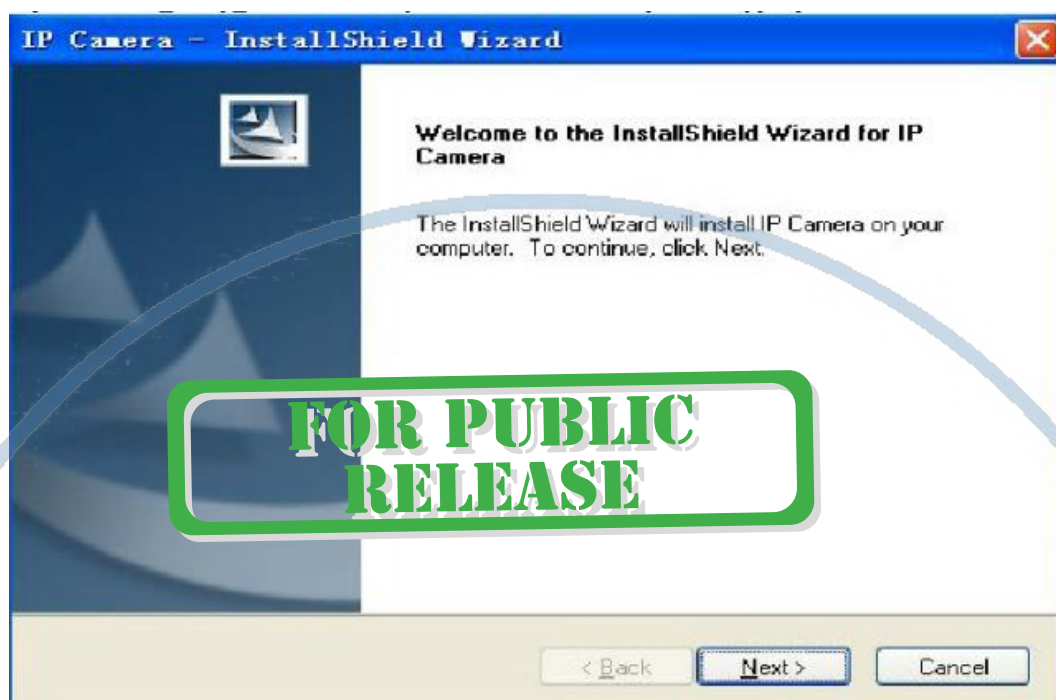 IP Camera - InstallShield Wizard
Welcome to the InstallShield Wizard for IP
Camera
The InstallShield Wizard will install IP Camera on your
computer. To continue, click Next.
FOR PUBLIC
RELEASE
< Back
Next >
Cancel